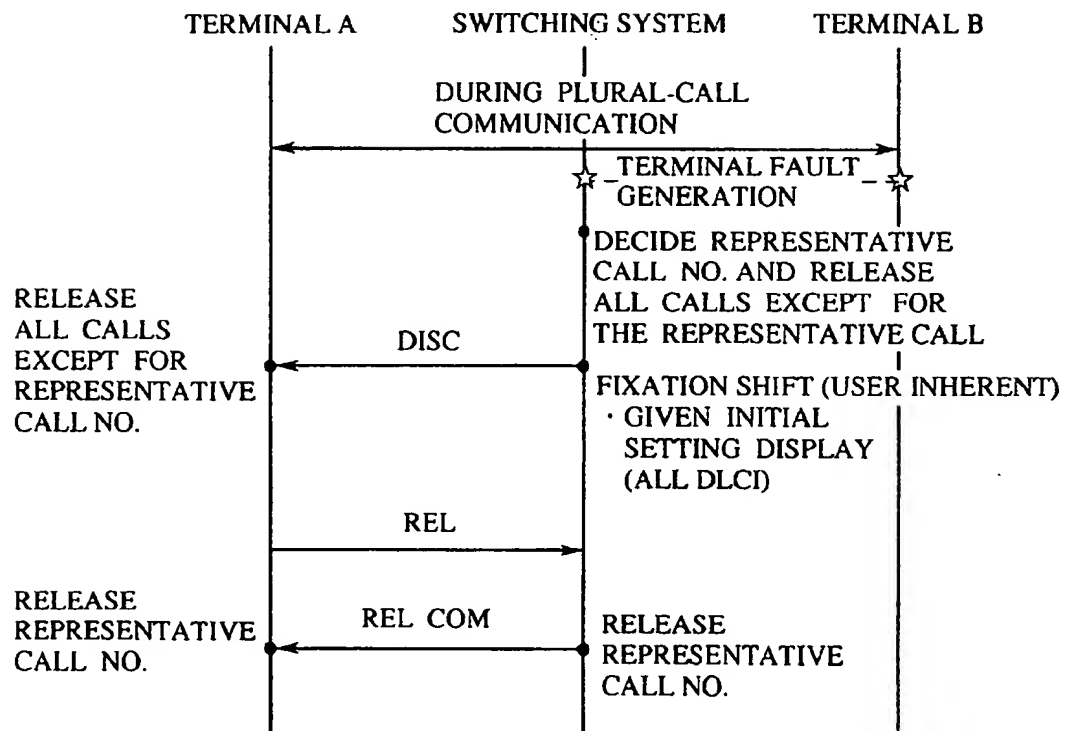 TERMINAL A SWITCHING SYSTEM TERMINAL B
DURING PLURAL-CALL
COMMUNICATION
TERMINAL FAULT
GENERATION
DECIDE REPRESENTATIVE
CALL NO. AND RELEASE
ALL CALLS EXCEPT FOR
THE REPRESENTATIVE CALL
RELEASE
ALL CALLS
EXCEPT FOR
REPRESENTATIVE
CALL NO.
DISC
FIXATION SHIFT (USER INHERENT)
· GIVEN INITIAL
SETTING DISPLAY
(ALL DLCI)
REL
RELEASE
REPRESENTATIVE
CALL NO.
REL COM
RELEASE
REPRESENTATIVE
CALL NO.